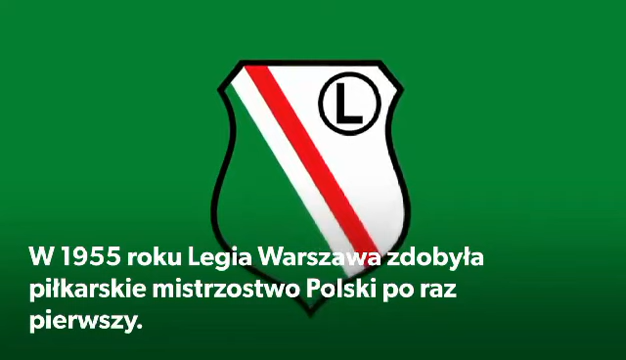 L
W 1955 roku Legia Warszawa zdobyła
piłkarskie mistrzostwo Polski po raz
pierwszy.